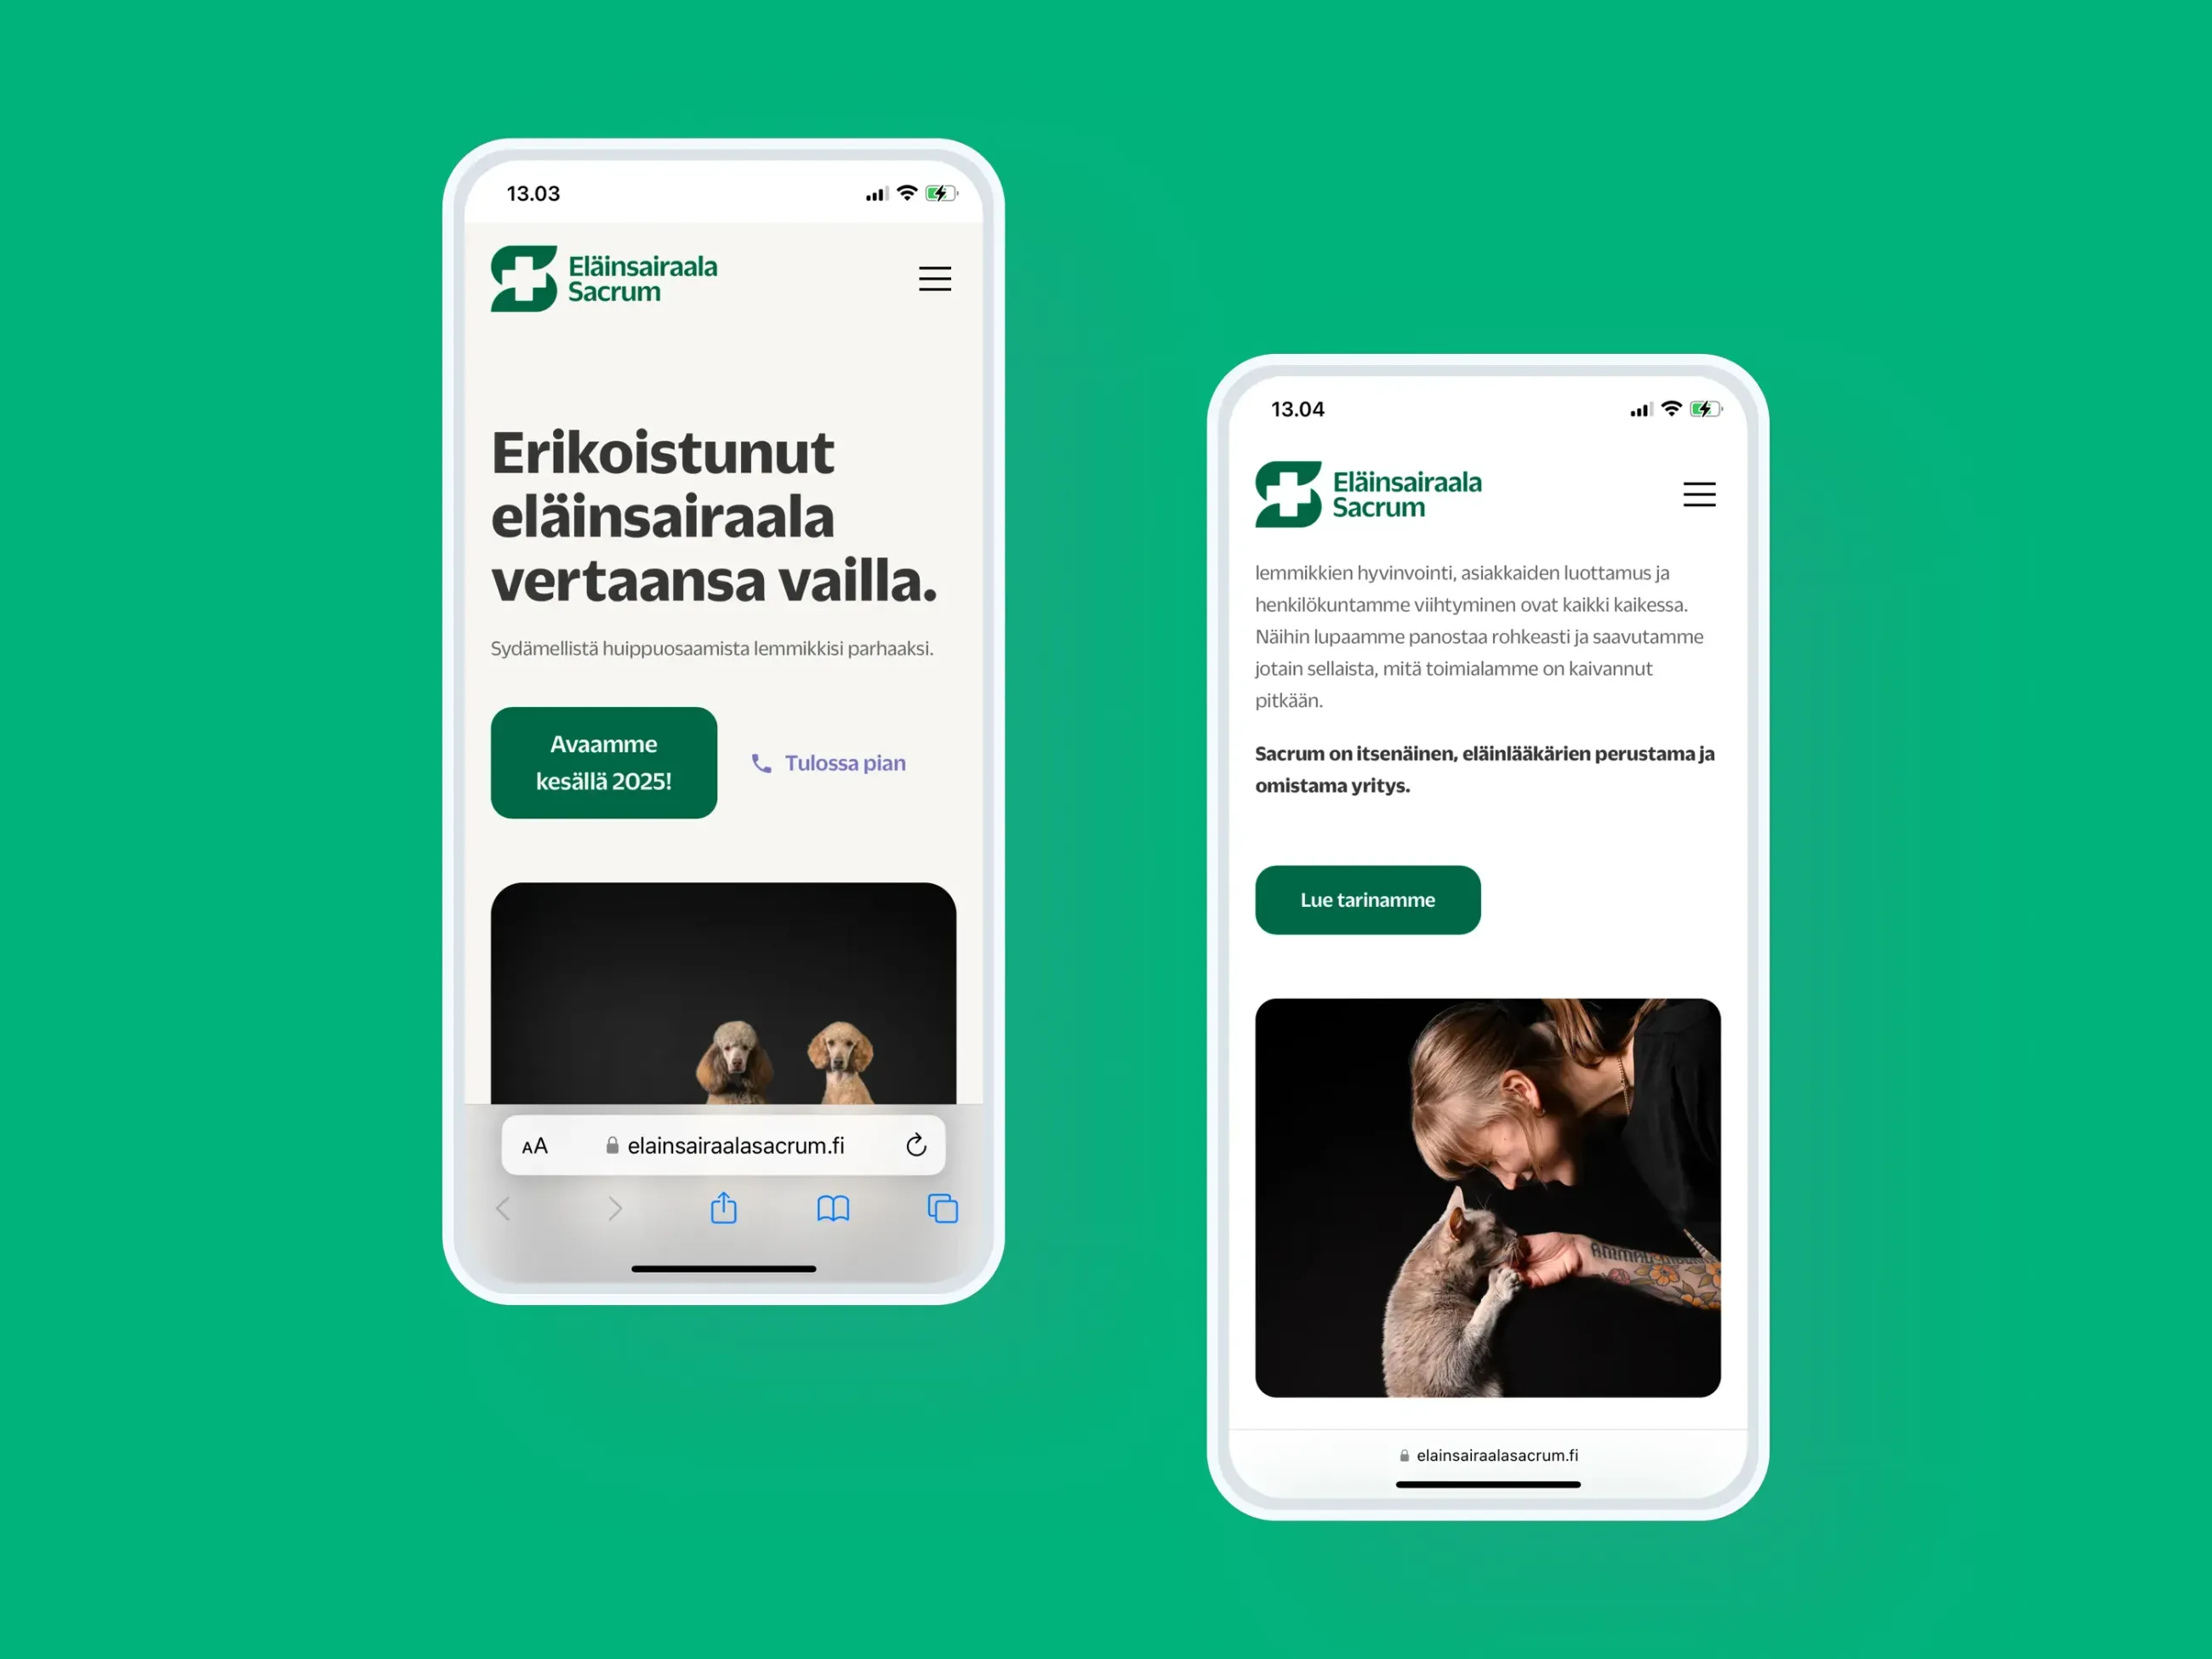 13.03
Eläinsairaala
Sacrum
Erikoistunut
eläinsairaala
vertaansa vailla.
Sydämellistä huippuosaamista lemmikkisi parhaaksi.
Avaamme
kesällä 2025!
Tulossa pian
AA
elainsairaalasacrum.fi
13.04
Eläinsairaala
Sacrum
lemmikkien hyvinvointi, asiakkaiden luottamus ja
henkilökuntamme viihtyminen ovat kaikki kaikessa.
Näihin lupaamme panostaa rohkeasti ja saavutamme
jotain sellaista, mitä toimialamme on kaivannut
pitkään.
Sacrum on itsenäinen, eläinlääkärien perustama ja
omistama yritys.
Lue tarinamme
elainsairaalasacrum.fi